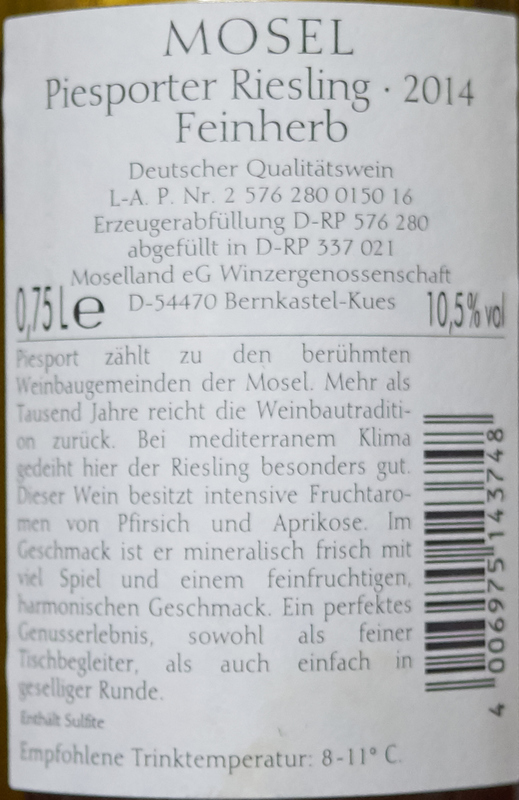 MOSEL
Piesporter Riesling · 2014
Feinherb
Deutscher Qualitätswein
L-A. P. Nr. 2 576 280 0150 16
Erzeugerabfüllung D-RP 576 280
abgefüllt in D-RP 337 021
Moselland eG Winzergenossenschaft
0,75 L e D-54470 Bernkastel-Kues 10,5% vol
Piesport zählt zu den berühmten
Weinbaugemeinden der Mosel. Mehr als
Tausend Jahre reicht die Weinbautraditi-
on zurück. Bei mediterranem Klima
gedeiht hier der Riesling besonders gut.
Dieser Wein besitzt intensive Fruchtaro-
men von Pfirsich und Aprikose. Im
Geschmack ist er mineralisch frisch mit
viel Spiel und einem feinfruchtigen,
harmonischen Geschmack. Ein perfektes
Genusserlebnis, sowohl als feiner
Tischbegleiter, als auch einfach in
geselliger Runde.
Enthält Sulfite
Empfohlene Trinktemperatur: 8-11° C.
4 006975 143748